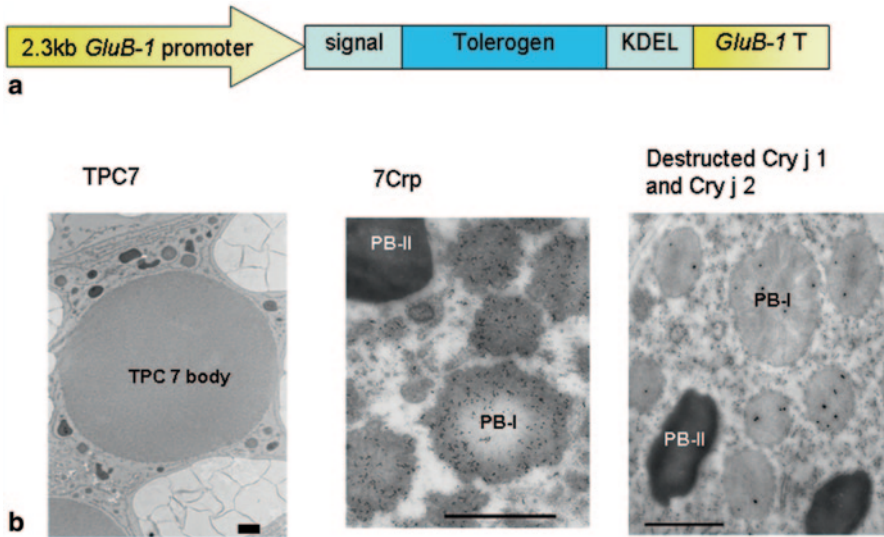 2.3kb GluB-1 promoter
signal
Tolerogen
KDEL
GluB-1 T
a
TPC7
7Crp
Destructed Cry j 1
and Cry j 2
PB-II
PB-I
TPC 7 body
PB-I
PB-II
b